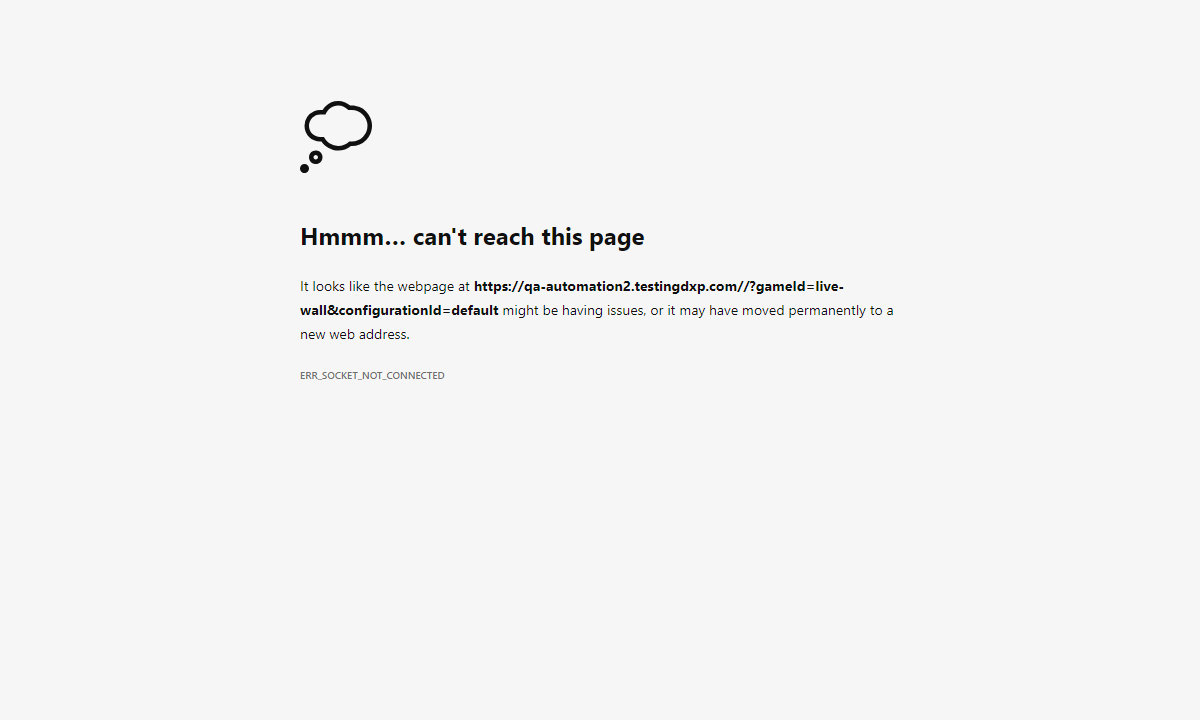 Hmmm... can't reach this page
It looks like the webpage at https://qa-automation2.testingdxp.com//?gameId=live-
wall&configurationId=default might be having issues, or it may have moved permanently to a
new web address.
ERR_SOCKET_NOT_CONNECTED